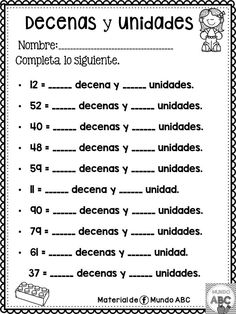 Decenas y unidades
Nombre:______________________________
Completa lo siguiente.
• 12 = ______ decena y ______ unidades.
• 52 = ______ decenas y ______ unidades.
• 40 = ______ decenas y ______ unidades.
• 48 = ______ decenas y ______ unidades.
• 59 = ______ decenas y ______ unidades.
• 11 = ______ decena y ______ unidad.
• 90 = ______ decenas y ______ unidades.
• 79 = ______ decenas y ______ unidades.
• 61 = ______ decenas y ______ unidad.
37 = ______ decenas y ______ unidades.
Material de f Mundo ABC
MUNDO
ABC